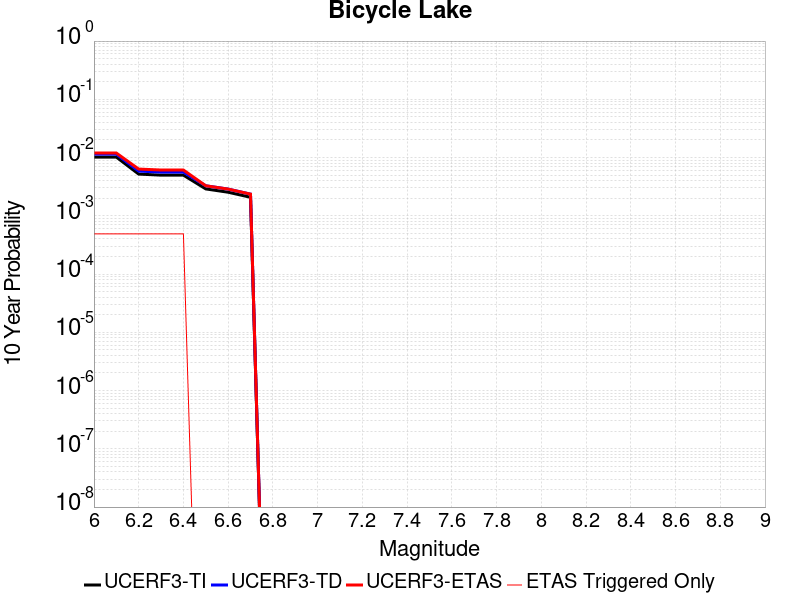 Bicycle Lake
10^0
10^-1
10^-2
10^-3
10^-4
10^-5
10^-6
10^-7
10^-8
10 Year Probability
6 6.2 6.4 6.6 6.8 7 7.2 7.4 7.6 7.8 8 8.2 8.4 8.6 8.8 9
Magnitude
UCERF3-TI UCERF3-TD UCERF3-ETAS ETAS Triggered Only